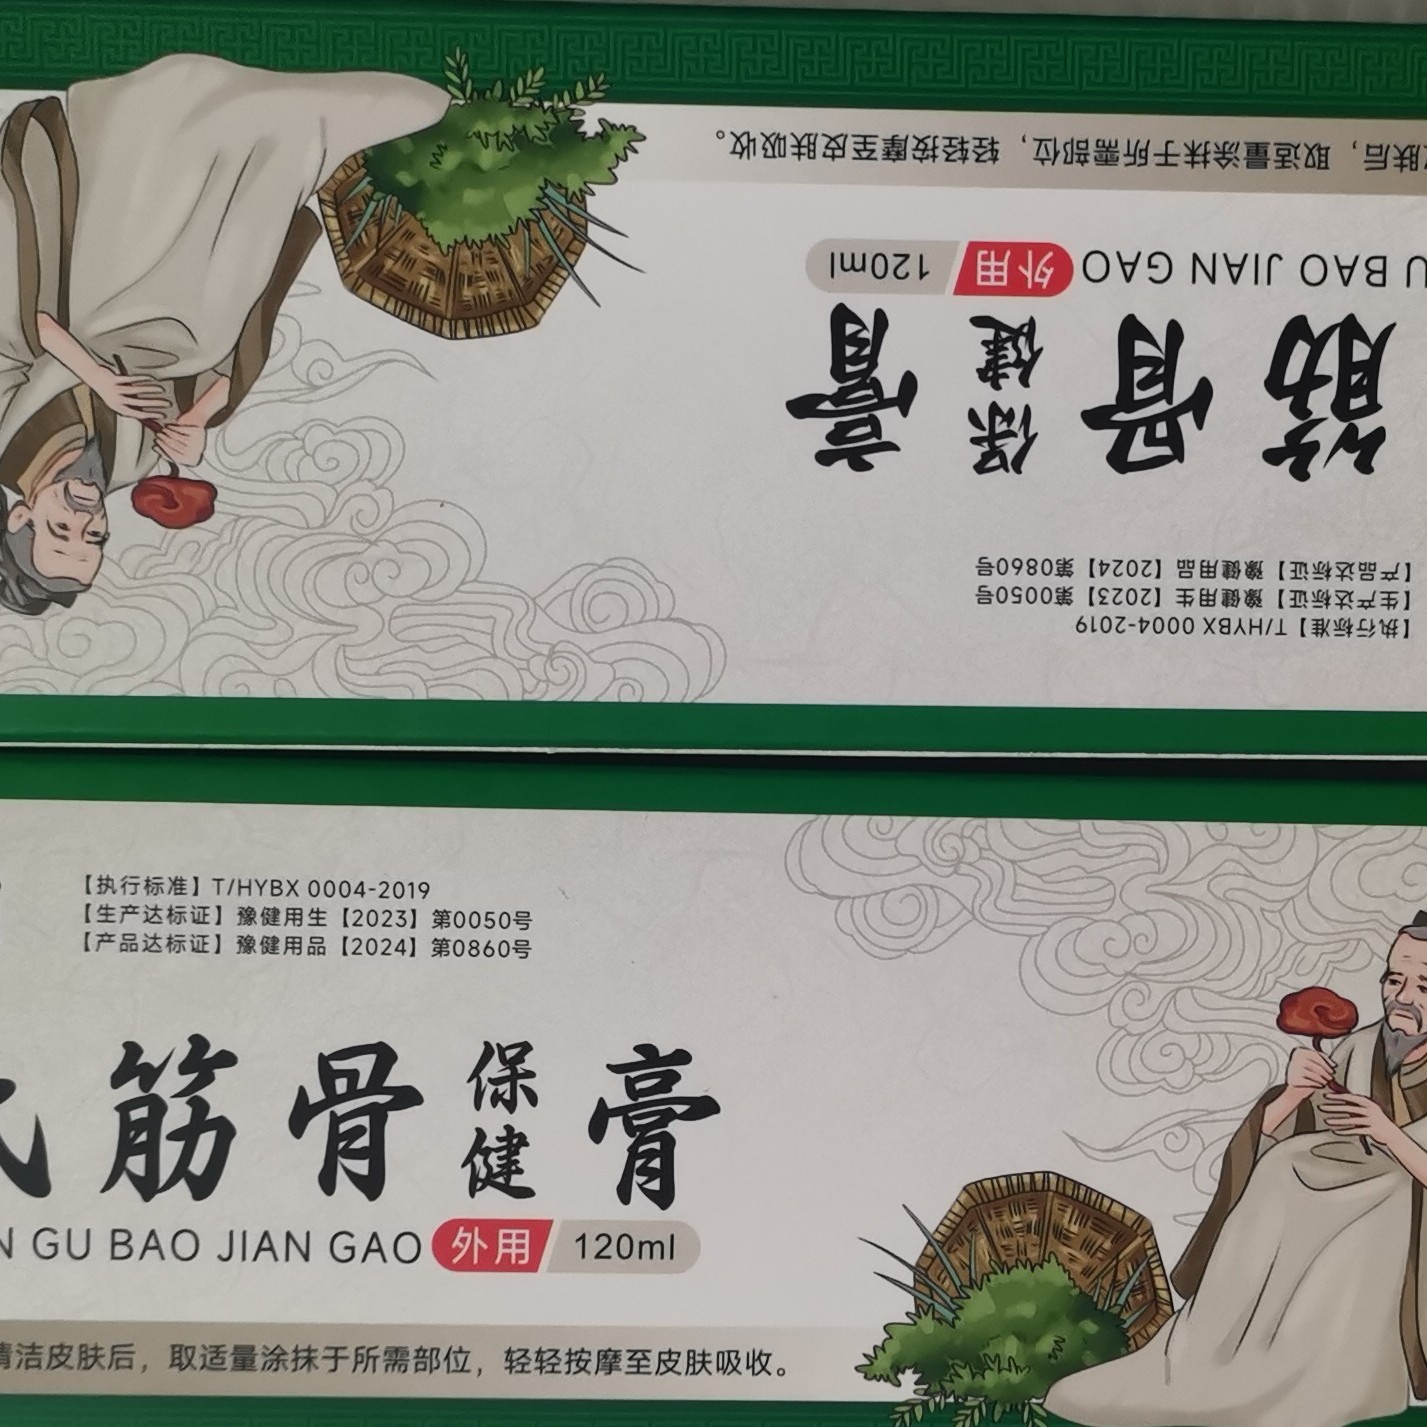 肤后，取适量涂抹于所需部位，轻轻按摩至皮肤吸收。
U BAO JIAN GAO 外用 120ml
筋骨保健膏
【产品达标证】豫健用品【2024】第0860号
【生产达标证】豫健用生【2023】第0050号
【执行标准】T/HYBX 0004-2019
【执行标准】T/HYBX 0004-2019
【生产达标证】豫健用生【2023】第0050号
【产品达标证】豫健用品【2024】第0860号
筋骨保健膏
N GU BAO JIAN GAO 外用 120ml
清洁皮肤后，取适量涂抹于所需部位，轻轻按摩至皮肤吸收。